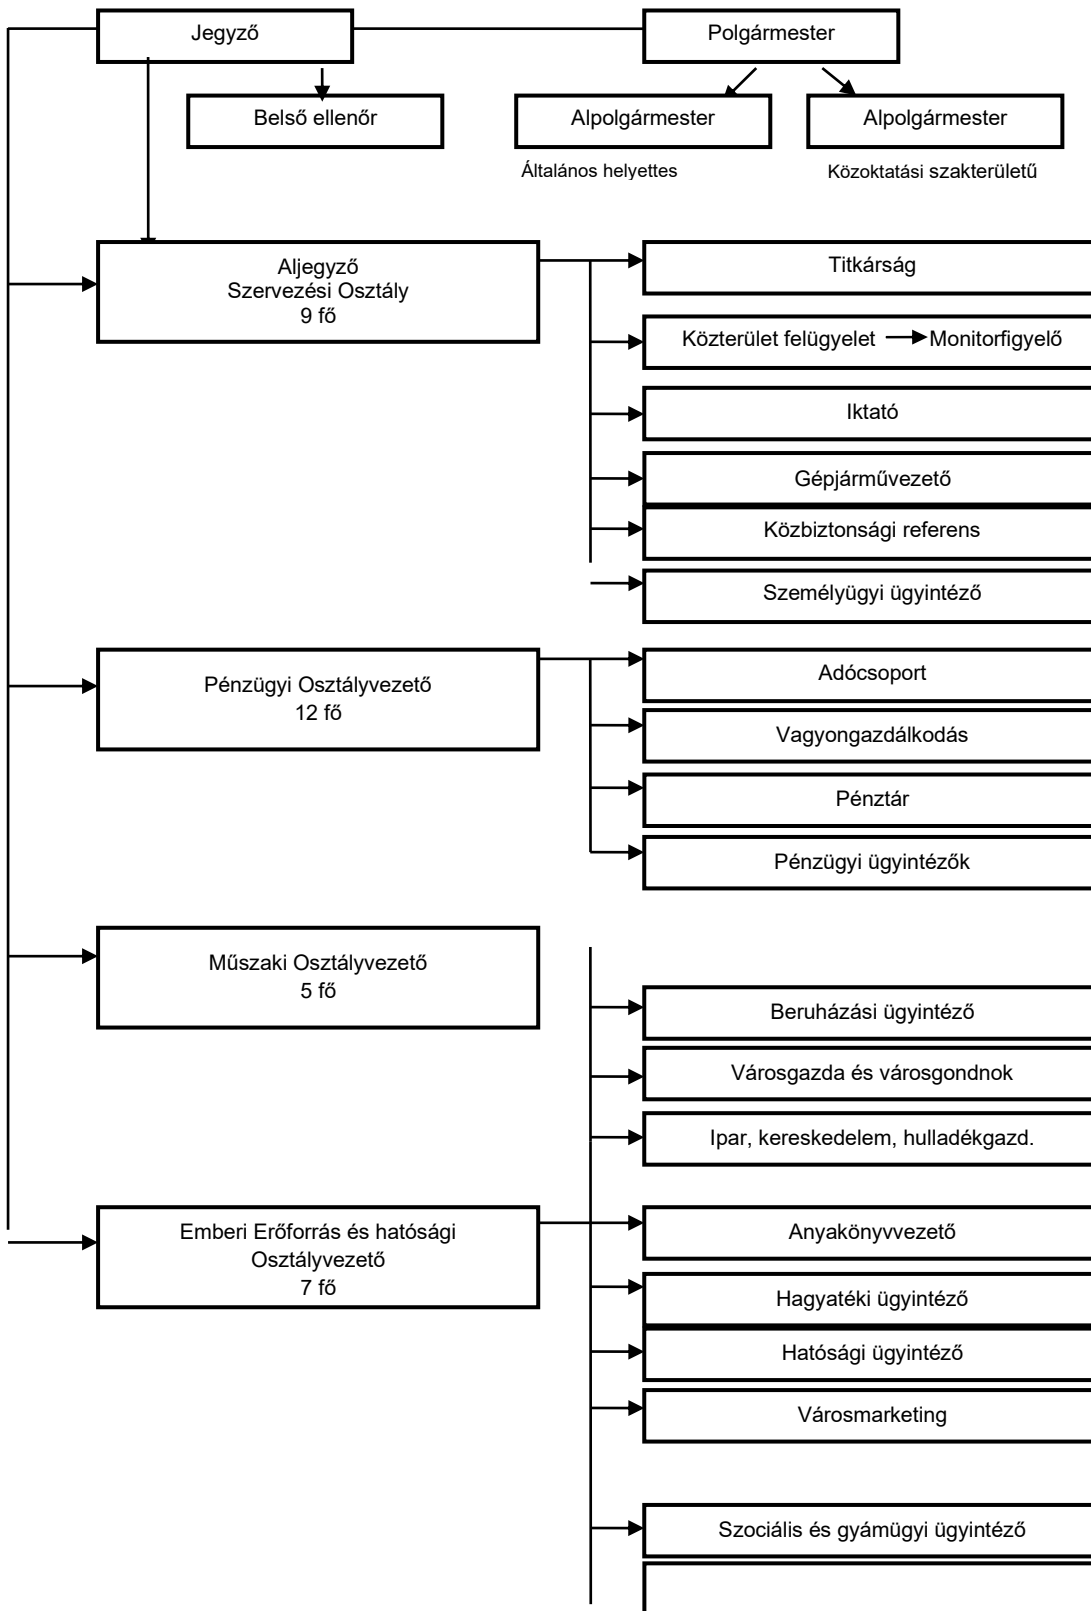 Jegyző
Polgármester
Belső ellenőr
Alpolgármester
Alpolgármester
Általános helyettes
Közoktatási szakterületű
Aljegyző
Szervezési Osztály
9 fő
Titkárság
Közterület felügyelet
Monitorfigyelő
Iktató
Gépjárművezető
Közbiztonsági referens
Személyügyi ügyintéző
Pénzügyi Osztályvezető
12 fő
Adócsoport
Vagyongazdálkodás
Pénztár
Pénzügyi ügyintézők
Műszaki Osztályvezető
5 fő
Beruházási ügyintéző
Városgazda és városgondnok
Ipar, kereskedelem, hulladékgazd.
Emberi Erőforrás és hatósági
Osztályvezető
7 fő
Anyakönyvvezető
Hagyatéki ügyintéző
Hatósági ügyintéző
Városmarketing
Szociális és gyámügyi ügyintéző